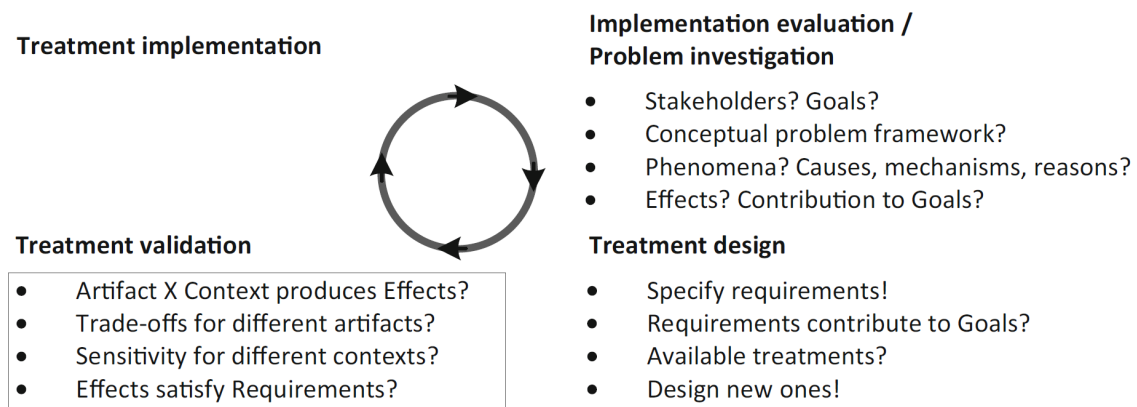 Treatment implementation
Implementation evaluation /
Problem investigation
• Stakeholders? Goals?
• Conceptual problem framework?
• Phenomena? Causes, mechanisms, reasons?
• Effects? Contribution to Goals?
Treatment validation
• Artifact X Context produces Effects?
• Trade-offs for different artifacts?
• Sensitivity for different contexts?
• Effects satisfy Requirements?
Treatment design
• Specify requirements!
• Requirements contribute to Goals?
• Available treatments?
• Design new ones!